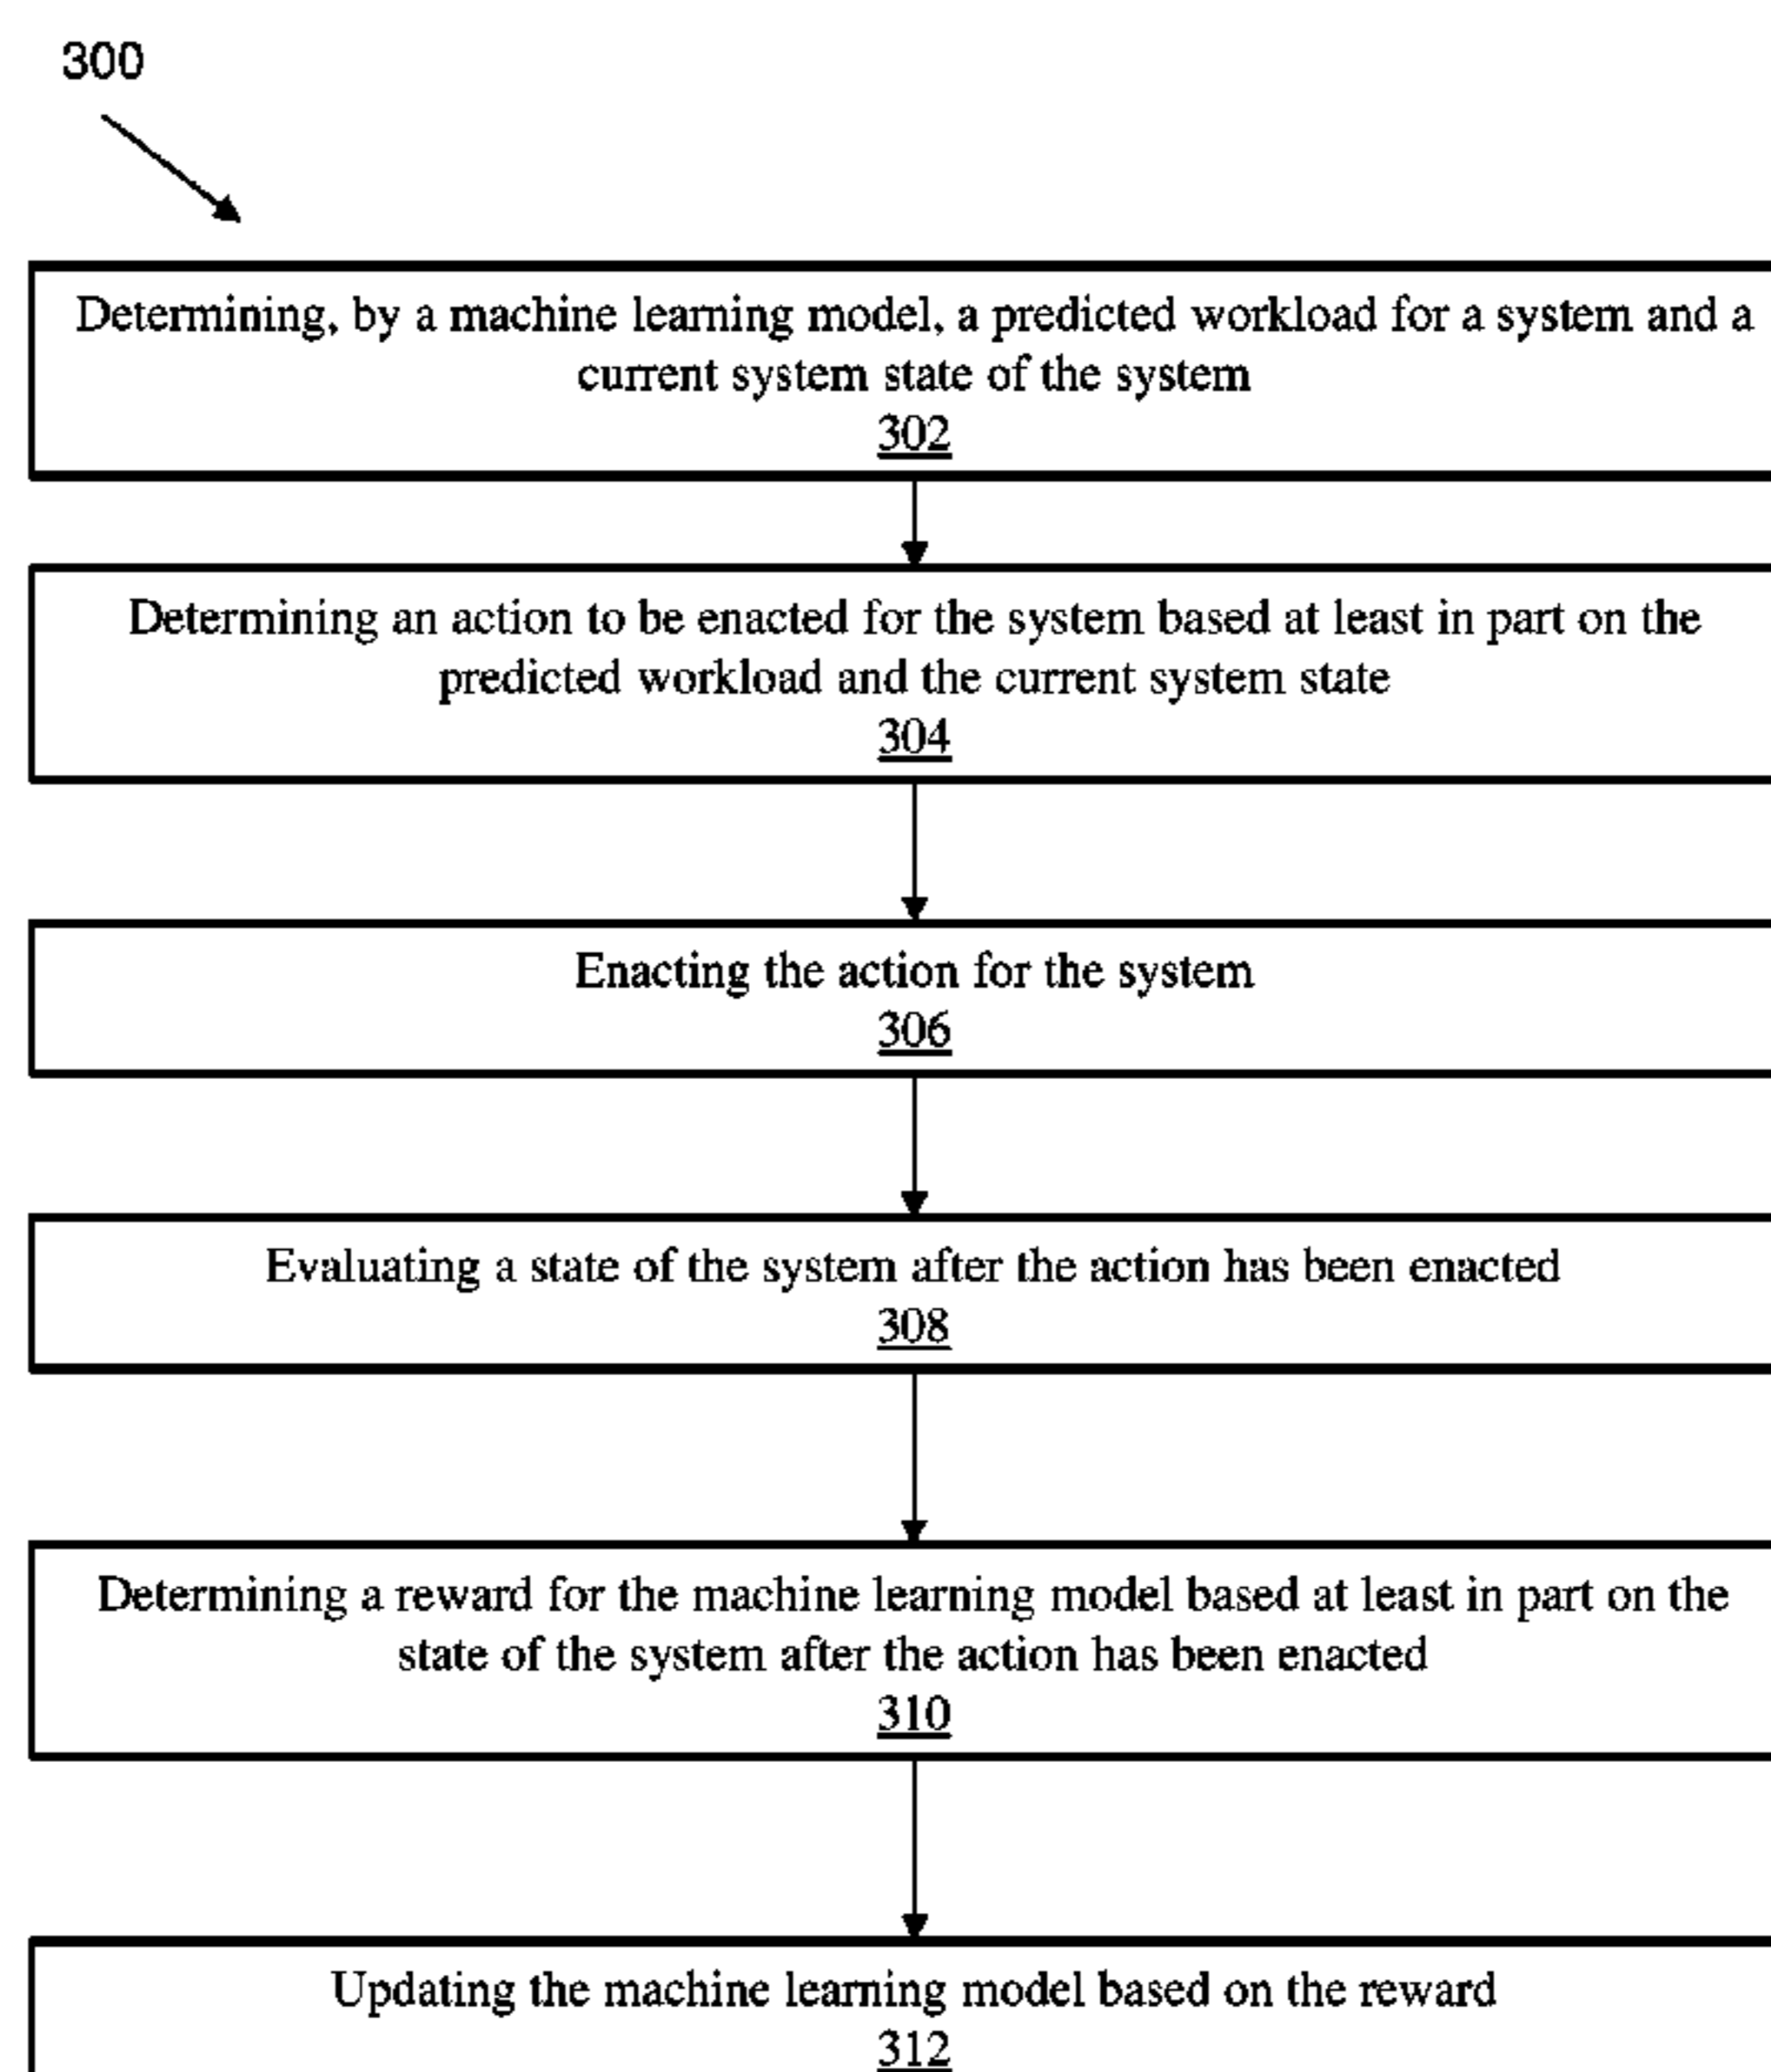 300
Determining, by a machine learning model, a predicted workload for a system and a
current system state of the system
302
Determining an action to be enacted for the system based at least in part on the
predicted workload and the current system state
304
Enacting the action for the system
306
Evaluating a state of the system after the action has been enacted
308
Determining a reward for the machine learning model based at least in part on the
state of the system after the action has been enacted
310
Updating the machine learning model based on the reward
312